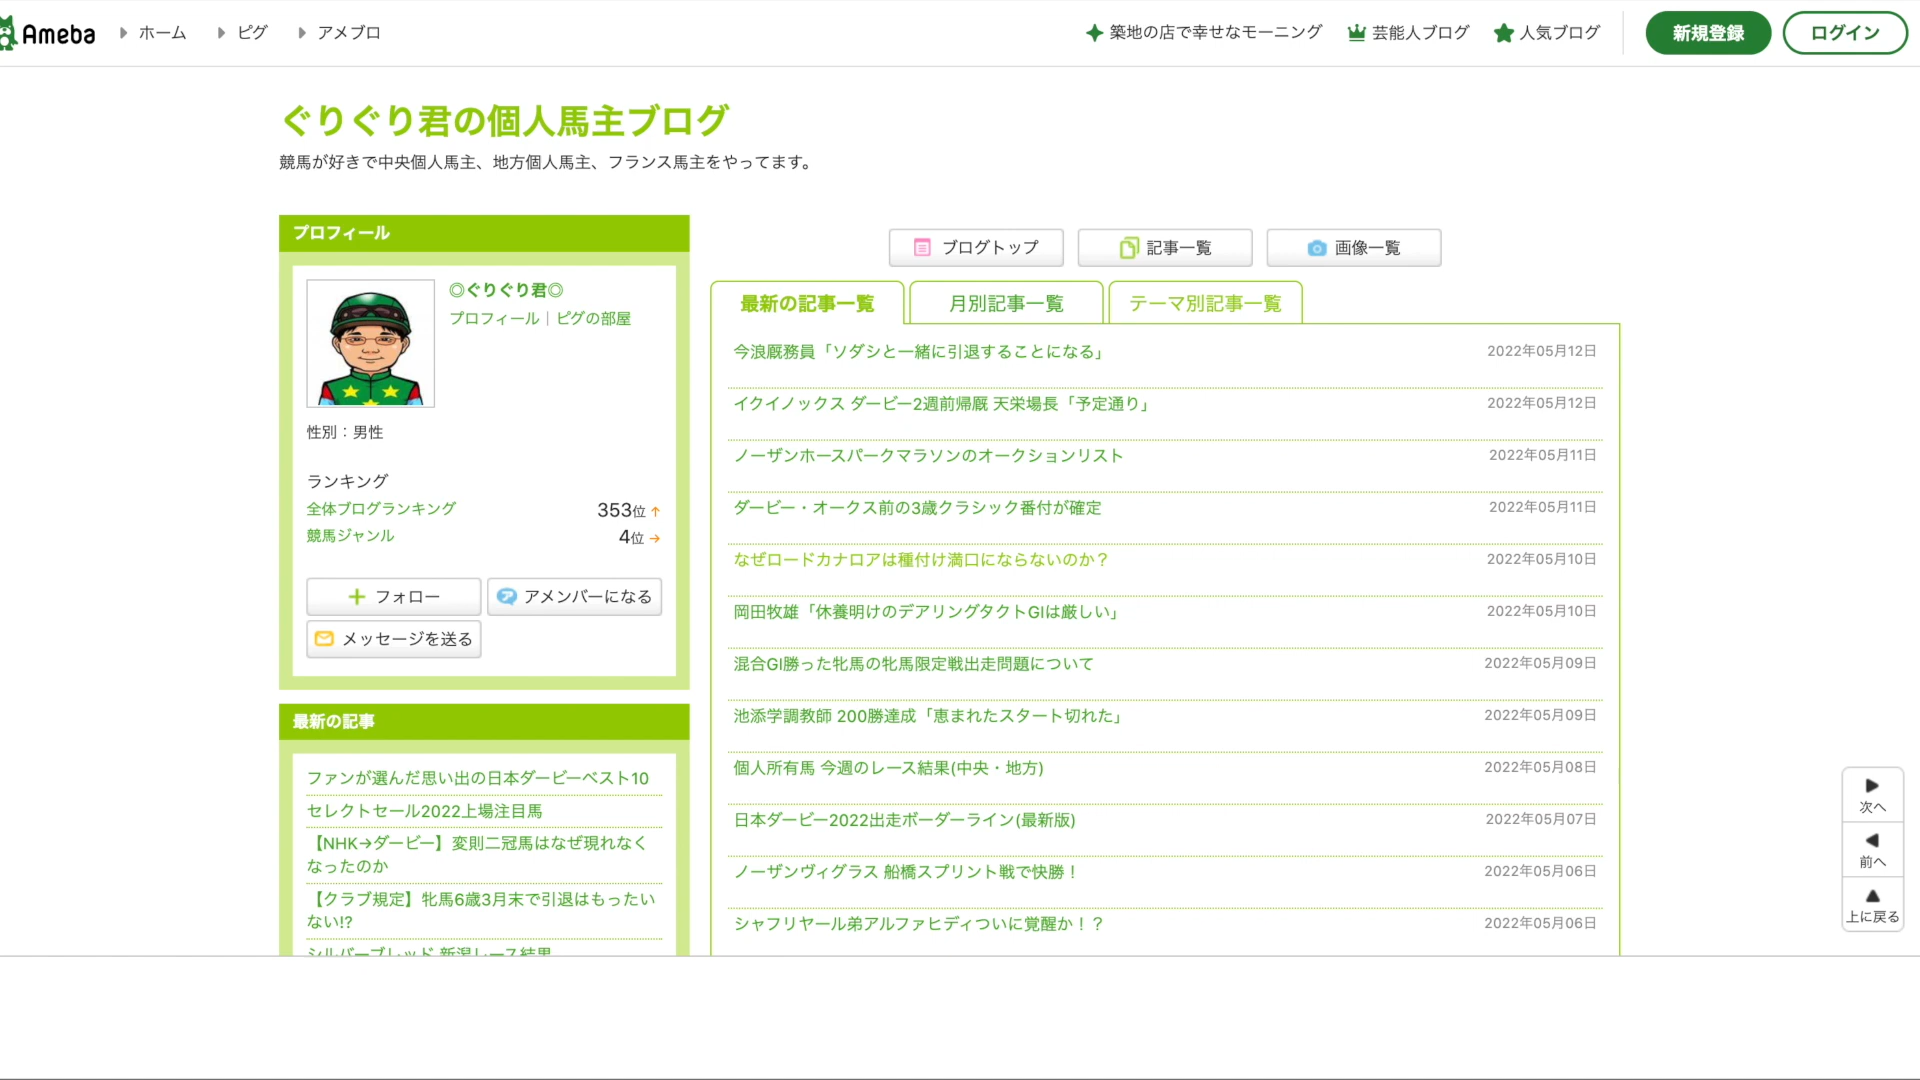 Ameba
ホーム
ピグ
アメブロ
築地の店で幸せなモーニング
芸能人ブログ
人気ブログ
新規登録
ログイン
ぐりぐり君の個人馬主ブログ
競馬が好きで中央個人馬主、地方個人馬主、フランス馬主をやってます。
プロフィール
◎ぐりぐり君◎
プロフィール｜ピグの部屋
性別：男性
ランキング
全体ブログランキング 353位 ↑
競馬ジャンル 4位 →
フォロー
アメンバーになる
メッセージを送る
最新の記事
ファンが選んだ思い出の日本ダービーベスト10
セレクトセール2022上場注目馬
【NHK→ダービー】変則二冠馬はなぜ現れなく
なったのか
【クラブ規定】牝馬6歳3月末で引退はもったい
ない!?
シルバーブレッド 新潟レース結果
ブログトップ
記事一覧
画像一覧
最新の記事一覧
月別記事一覧
テーマ別記事一覧
今浪厩務員「ソダシと一緒に引退することになる」 2022年05月12日
イクイノックス ダービー2週前帰厩 天栄場長「予定通り」 2022年05月12日
ノーザンホースパークマラソンのオークションリスト 2022年05月11日
ダービー・オークス前の3歳クラシック番付が確定 2022年05月11日
なぜロードカナロアは種付け満口にならないのか？ 2022年05月10日
岡田牧雄「休養明けのデアリングタクトGIは厳しい」 2022年05月10日
混合GI勝った牝馬の牝馬限定戦出走問題について 2022年05月09日
池添学調教師 200勝達成「恵まれたスタート切れた」 2022年05月09日
個人所有馬 今週のレース結果(中央・地方) 2022年05月08日
日本ダービー2022出走ボーダーライン(最新版) 2022年05月07日
ノーザンヴィグラス 船橋スプリント戦で快勝！ 2022年05月06日
シャフリヤール弟アルファヒディついに覚醒か！？ 2022年05月06日
次へ
前へ
上に戻る